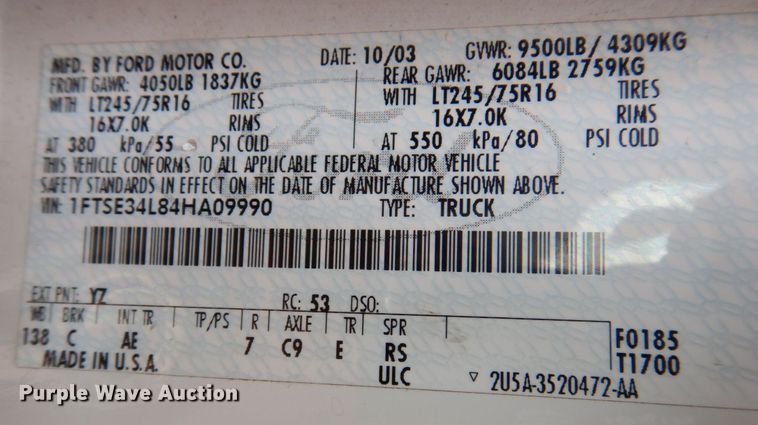 MFD. BY FORD MOTOR CO. DATE: 10/03 GVWR: 9500LB/ 4309KG
FRONT GAWR: 4050LB 1837KG REAR GAWR: 6084LB 2759KG
WITH LT245/75R16 TIRES WITH LT245/75R16 TIRES
16X7.0K RIMS 16X7.0K RIMS
AT 380 kPa/55 PSI COLD AT 550 kPa/80 PSI COLD
THIS VEHICLE CONFORMS TO ALL APPLICABLE FEDERAL MOTOR VEHICLE
SAFETY STANDARDS IN EFFECT ON THE DATE OF MANUFACTURE SHOWN ABOVE.
VIN: 1FTSE34L84HA09990 TYPE: TRUCK
EXT PNT: YZ RC: 53 DSO:
WB BRK INT TR TP/PS R AXLE TR SPR F0185
138 C AE 7 C9 E RS T1700
MADE IN U.S.A. ULC ▽ 2U5A-3520472-AA
Purple Wave Auction